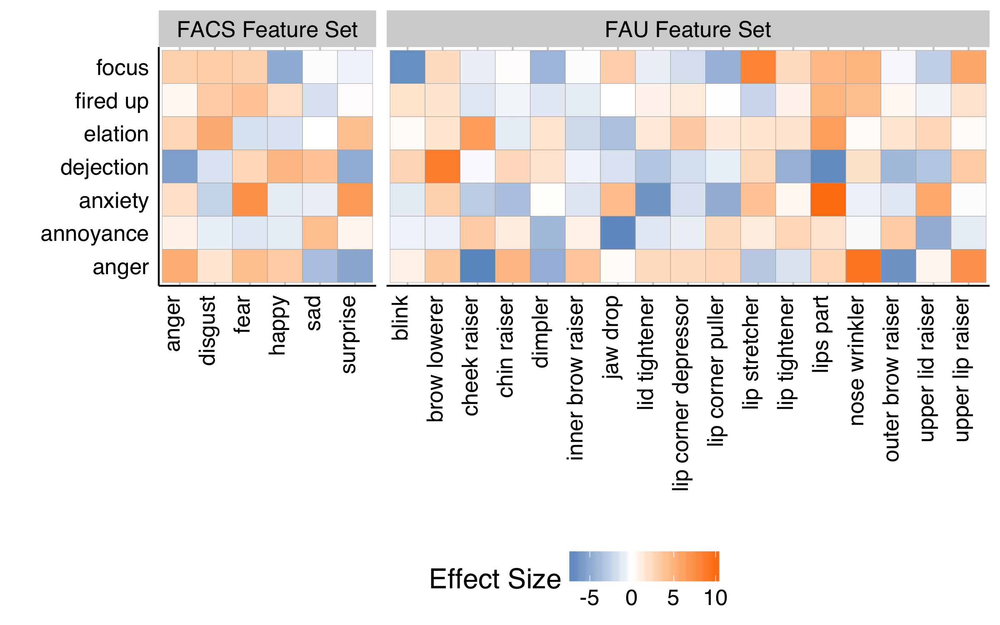 FACS Feature Set
FAU Feature Set
focus
fired up
elation
dejection
anxiety
annoyance
anger
anger
disgust
fear
happy
sad
surprise
blink
brow lowerer
cheek raiser
chin raiser
dimpler
inner brow raiser
jaw drop
lid tightener
lip corner depressor
lip corner puller
lip stretcher
lip tightener
lips part
nose wrinkler
outer brow raiser
upper lid raiser
upper lip raiser
Effect Size
-5 0 5 10